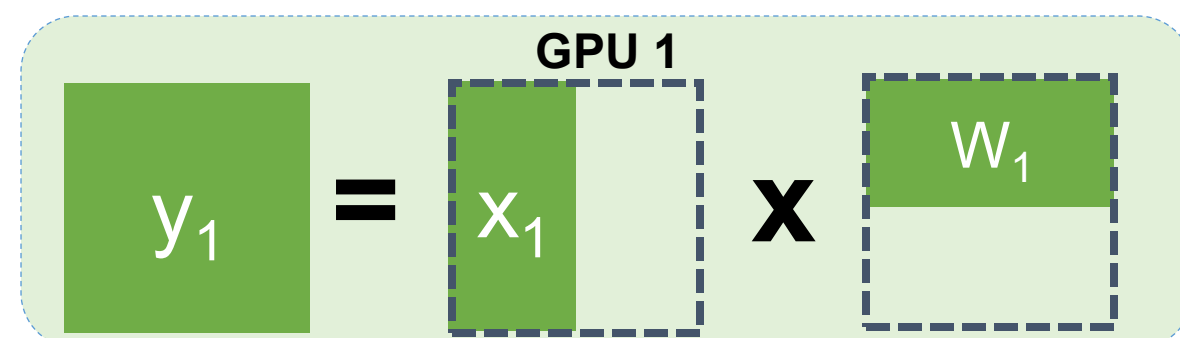 GPU 1
y₁ = x₁ x W₁